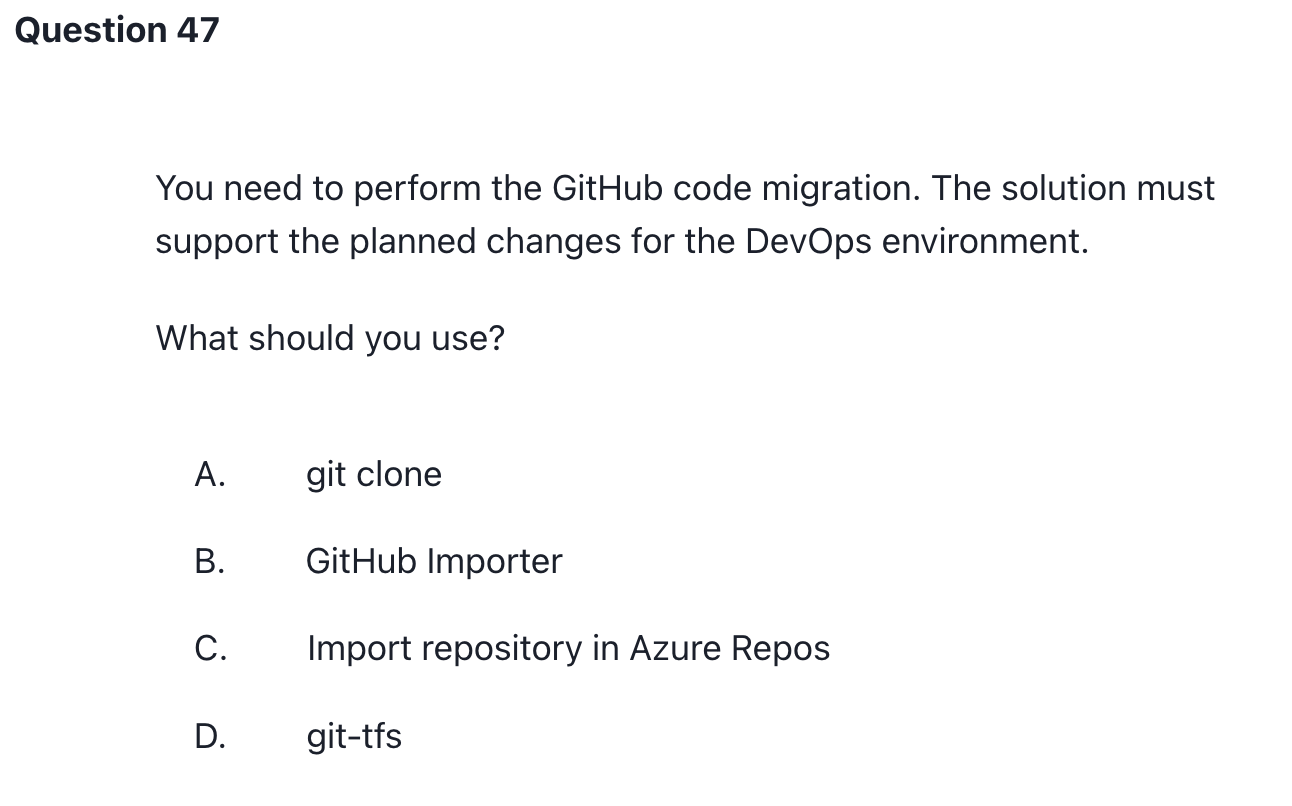 Question 47
You need to perform the GitHub code migration. The solution must
support the planned changes for the DevOps environment.
What should you use?
A. git clone
B. GitHub Importer
C. Import repository in Azure Repos
D. git-tfs